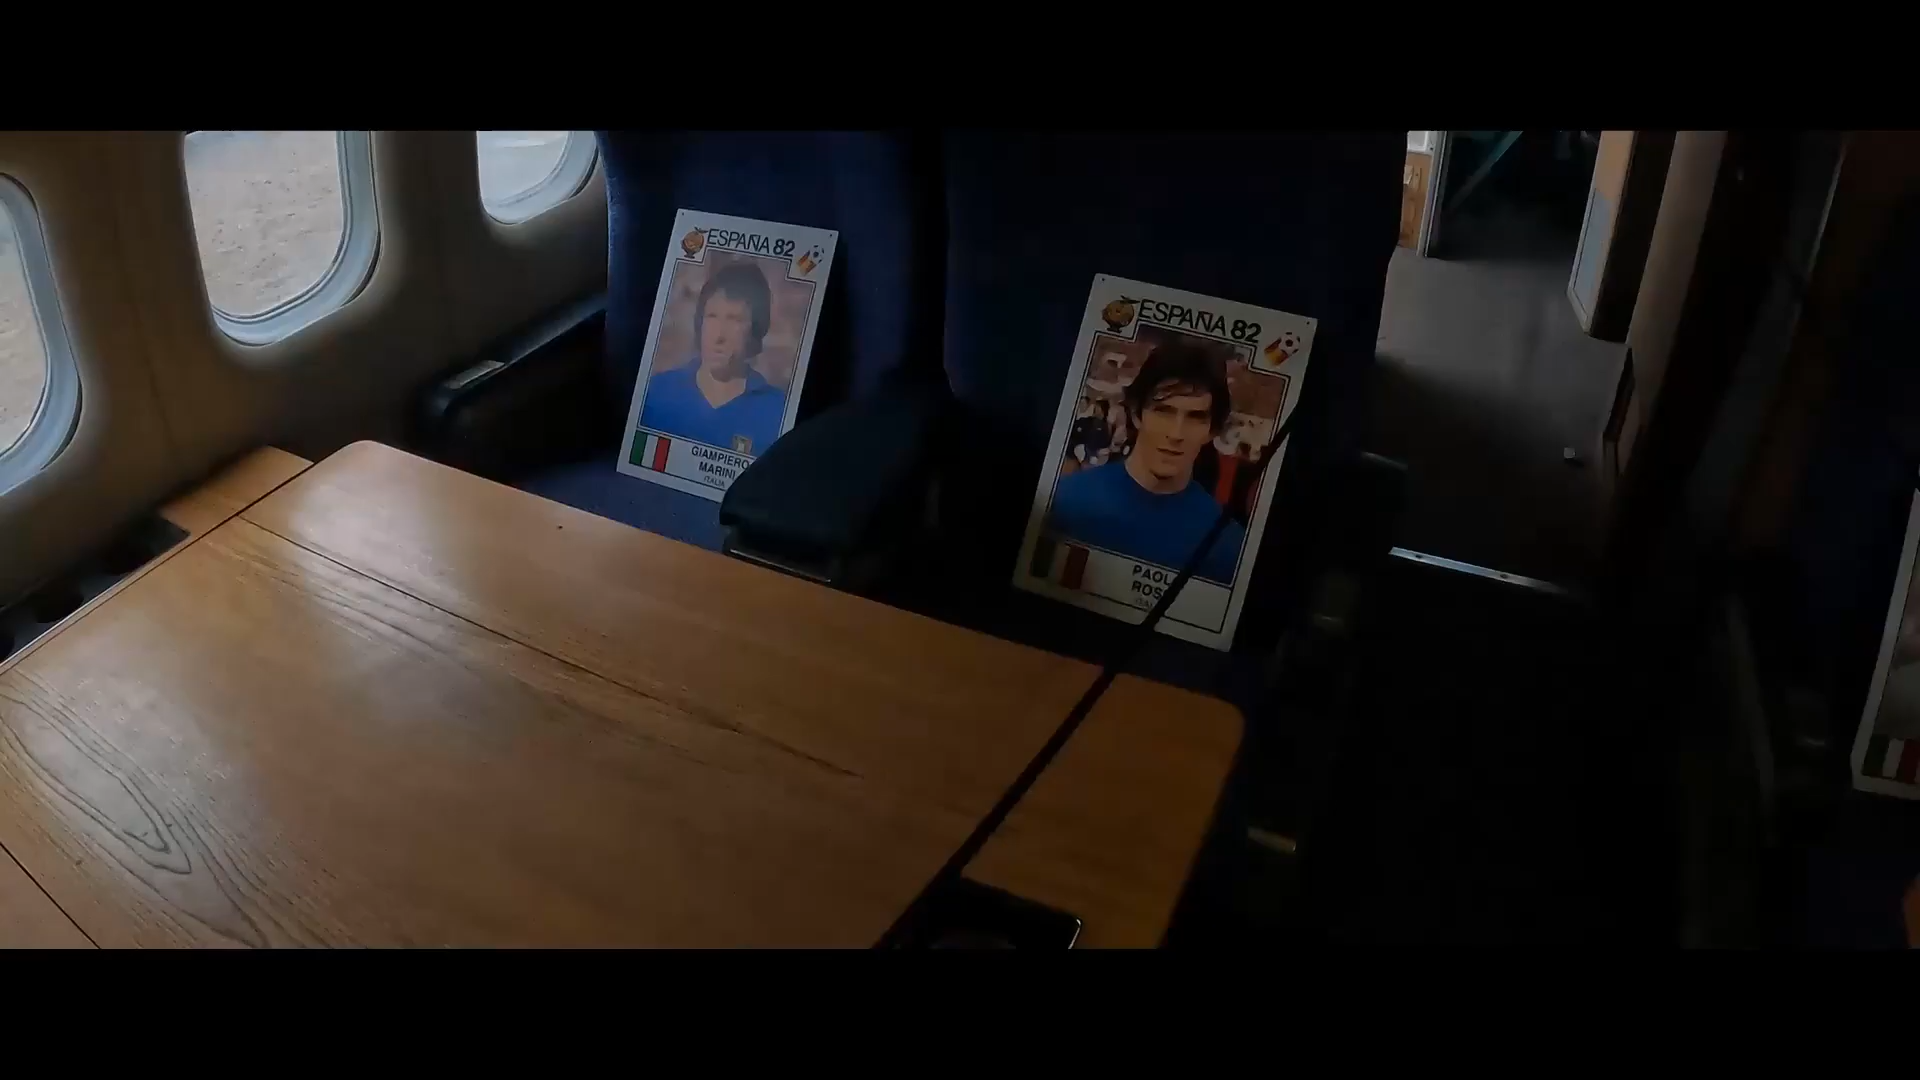 ESPAÑA 82
GIAMPIERO
MARINI
ITALIA
ESPAÑA 82
PAOL
ROS